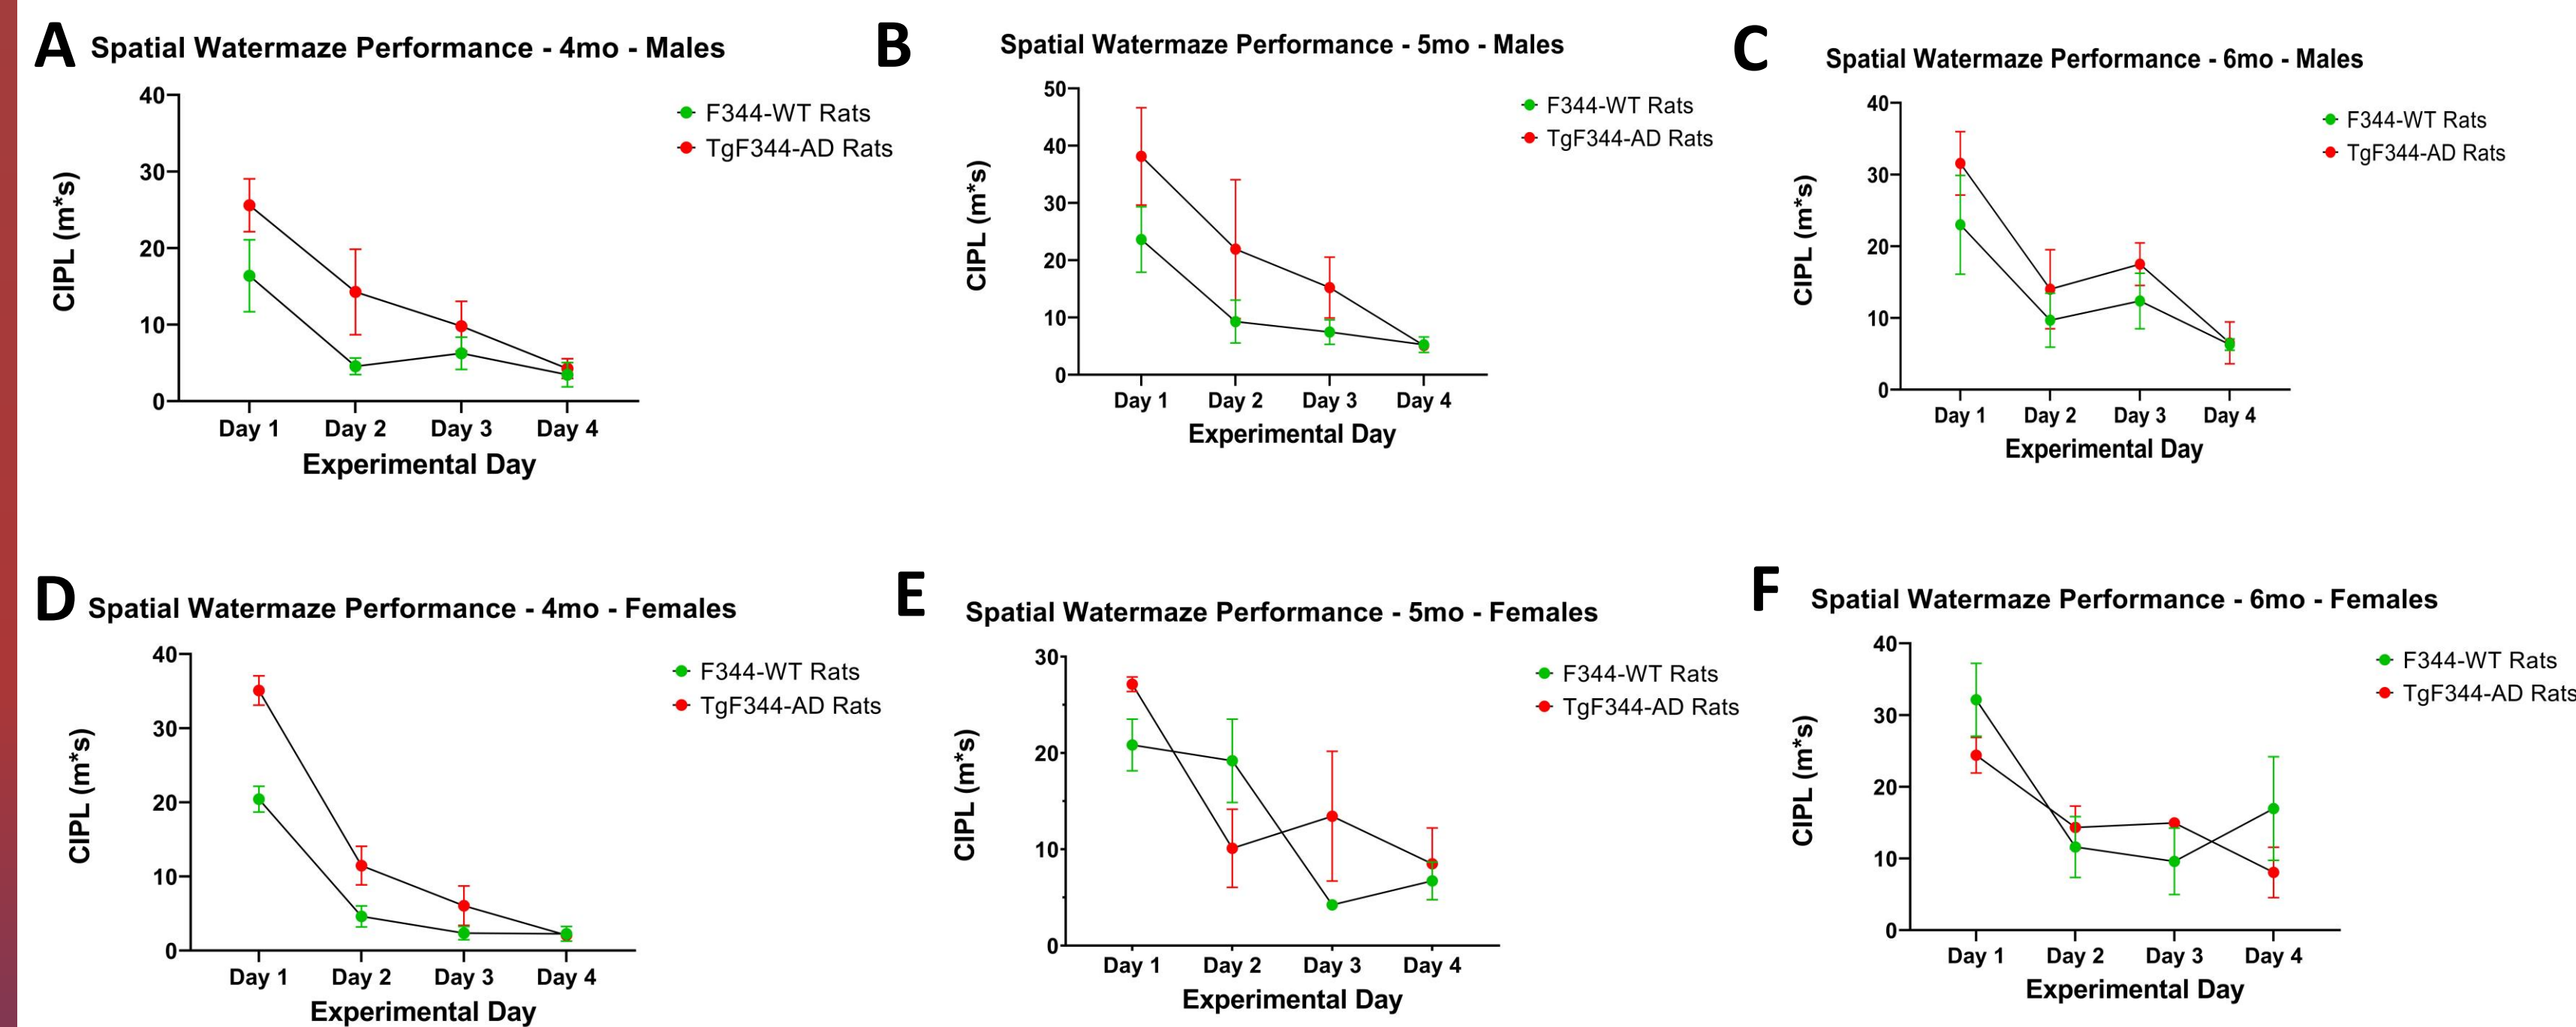 A
Spatial Watermaze Performance - 4mo - Males
40
30
20
10
0
CIPL (m*s)
Day 1 Day 2 Day 3 Day 4
Experimental Day
F344-WT Rats
TgF344-AD Rats
B
Spatial Watermaze Performance - 5mo - Males
50
40
30
20
10
0
CIPL (m*s)
Day 1 Day 2 Day 3 Day 4
Experimental Day
F344-WT Rats
TgF344-AD Rats
C
Spatial Watermaze Performance - 6mo - Males
40
30
20
10
0
CIPL (m*s)
Day 1 Day 2 Day 3 Day 4
Experimental Day
F344-WT Rats
TgF344-AD Rats
D
Spatial Watermaze Performance - 4mo - Females
40
30
20
10
0
CIPL (m*s)
Day 1 Day 2 Day 3 Day 4
Experimental Day
F344-WT Rats
TgF344-AD Rats
E
Spatial Watermaze Performance - 5mo - Females
30
20
10
0
CIPL (m*s)
Day 1 Day 2 Day 3 Day 4
Experimental Day
F344-WT Rats
TgF344-AD Rats
F
Spatial Watermaze Performance - 6mo - Females
40
30
20
10
0
CIPL (m*s)
Day 1 Day 2 Day 3 Day 4
Experimental Day
F344-WT Rats
TgF344-AD Rats